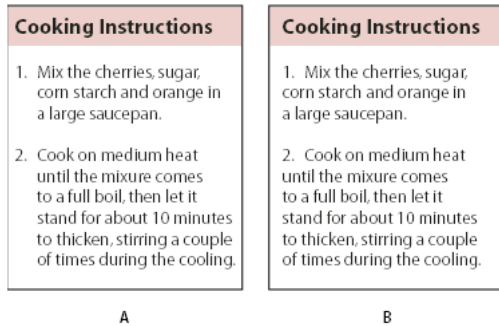 Cooking Instructions
1. Mix the cherries, sugar,
corn starch and orange in
a large saucepan.
2. Cook on medium heat
until the mixure comes
to a full boil, then let it
stand for about 10 minutes
to thicken, stirring a couple
of times during the cooling.
A
Cooking Instructions
1. Mix the cherries, sugar,
corn starch and orange in
a large saucepan.
2. Cook on medium heat
until the mixure comes
to a full boil, then let it
stand for about 10 minutes
to thicken, stirring a couple
of times during the cooling.
B